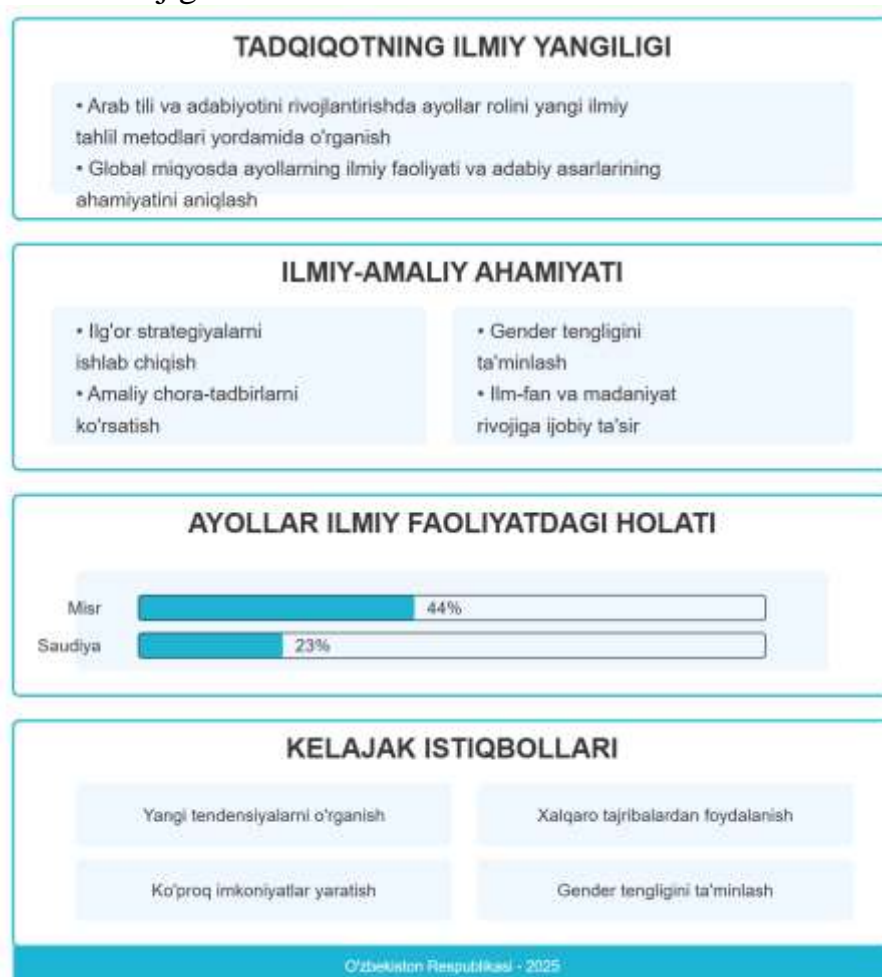 TADQIQOTNING ILMIY YANGILIGI
• Arab tili va adabiyotini rivojlantirishda ayollar rolini yangi ilmiy
tahlil metodlari yordamida o'rganish
• Global miqyosda ayollarning ilmiy faoliyati va adabiy asarlarining
ahamiyatini aniqlash
ILMIY-AMALIY AHAMIYATI
• Ilg'or strategiyalarni
ishlab chiqish
• Amaliy chora-tadbirlarni
ko'rsatish
• Gender tengligini
ta'minlash
• Ilm-fan va madaniyat
rivojiga ijobiy ta'sir
AYOLLAR ILMIY FAOLIYATDAGI HOLATI
Misr 44%
Saudiya 23%
KELAJAK ISTIQBOLLARI
Yangi tendensiyalarni o'rganish
Xalqaro tajribalardan foydalanish
Ko'proq imkoniyatlar yaratish
Gender tengligini ta'minlash
O'zbekiston Respublikasi - 2025